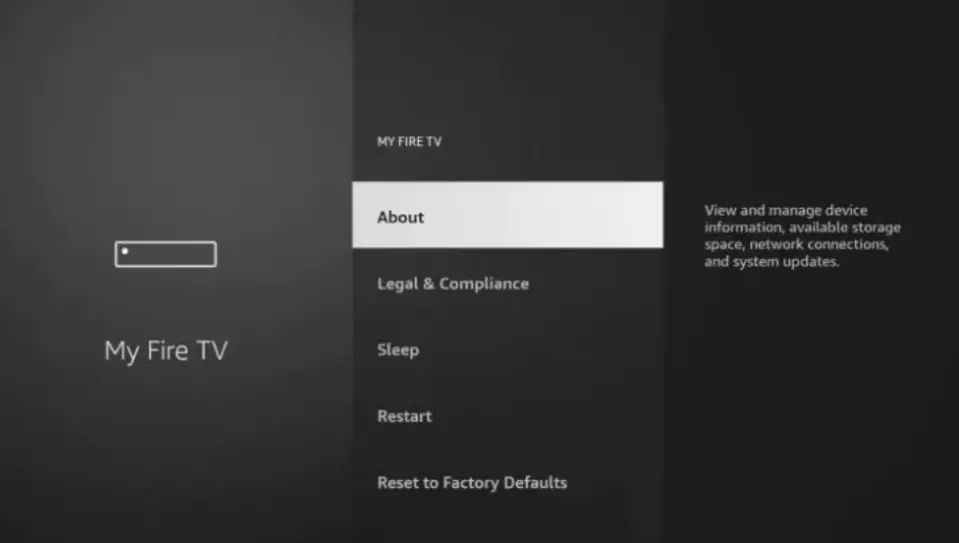 MY FIRE TV
About
View and manage device
information, available storage
space, network connections,
and system updates.
Legal & Compliance
Sleep
My Fire TV
Restart
Reset to Factory Defaults